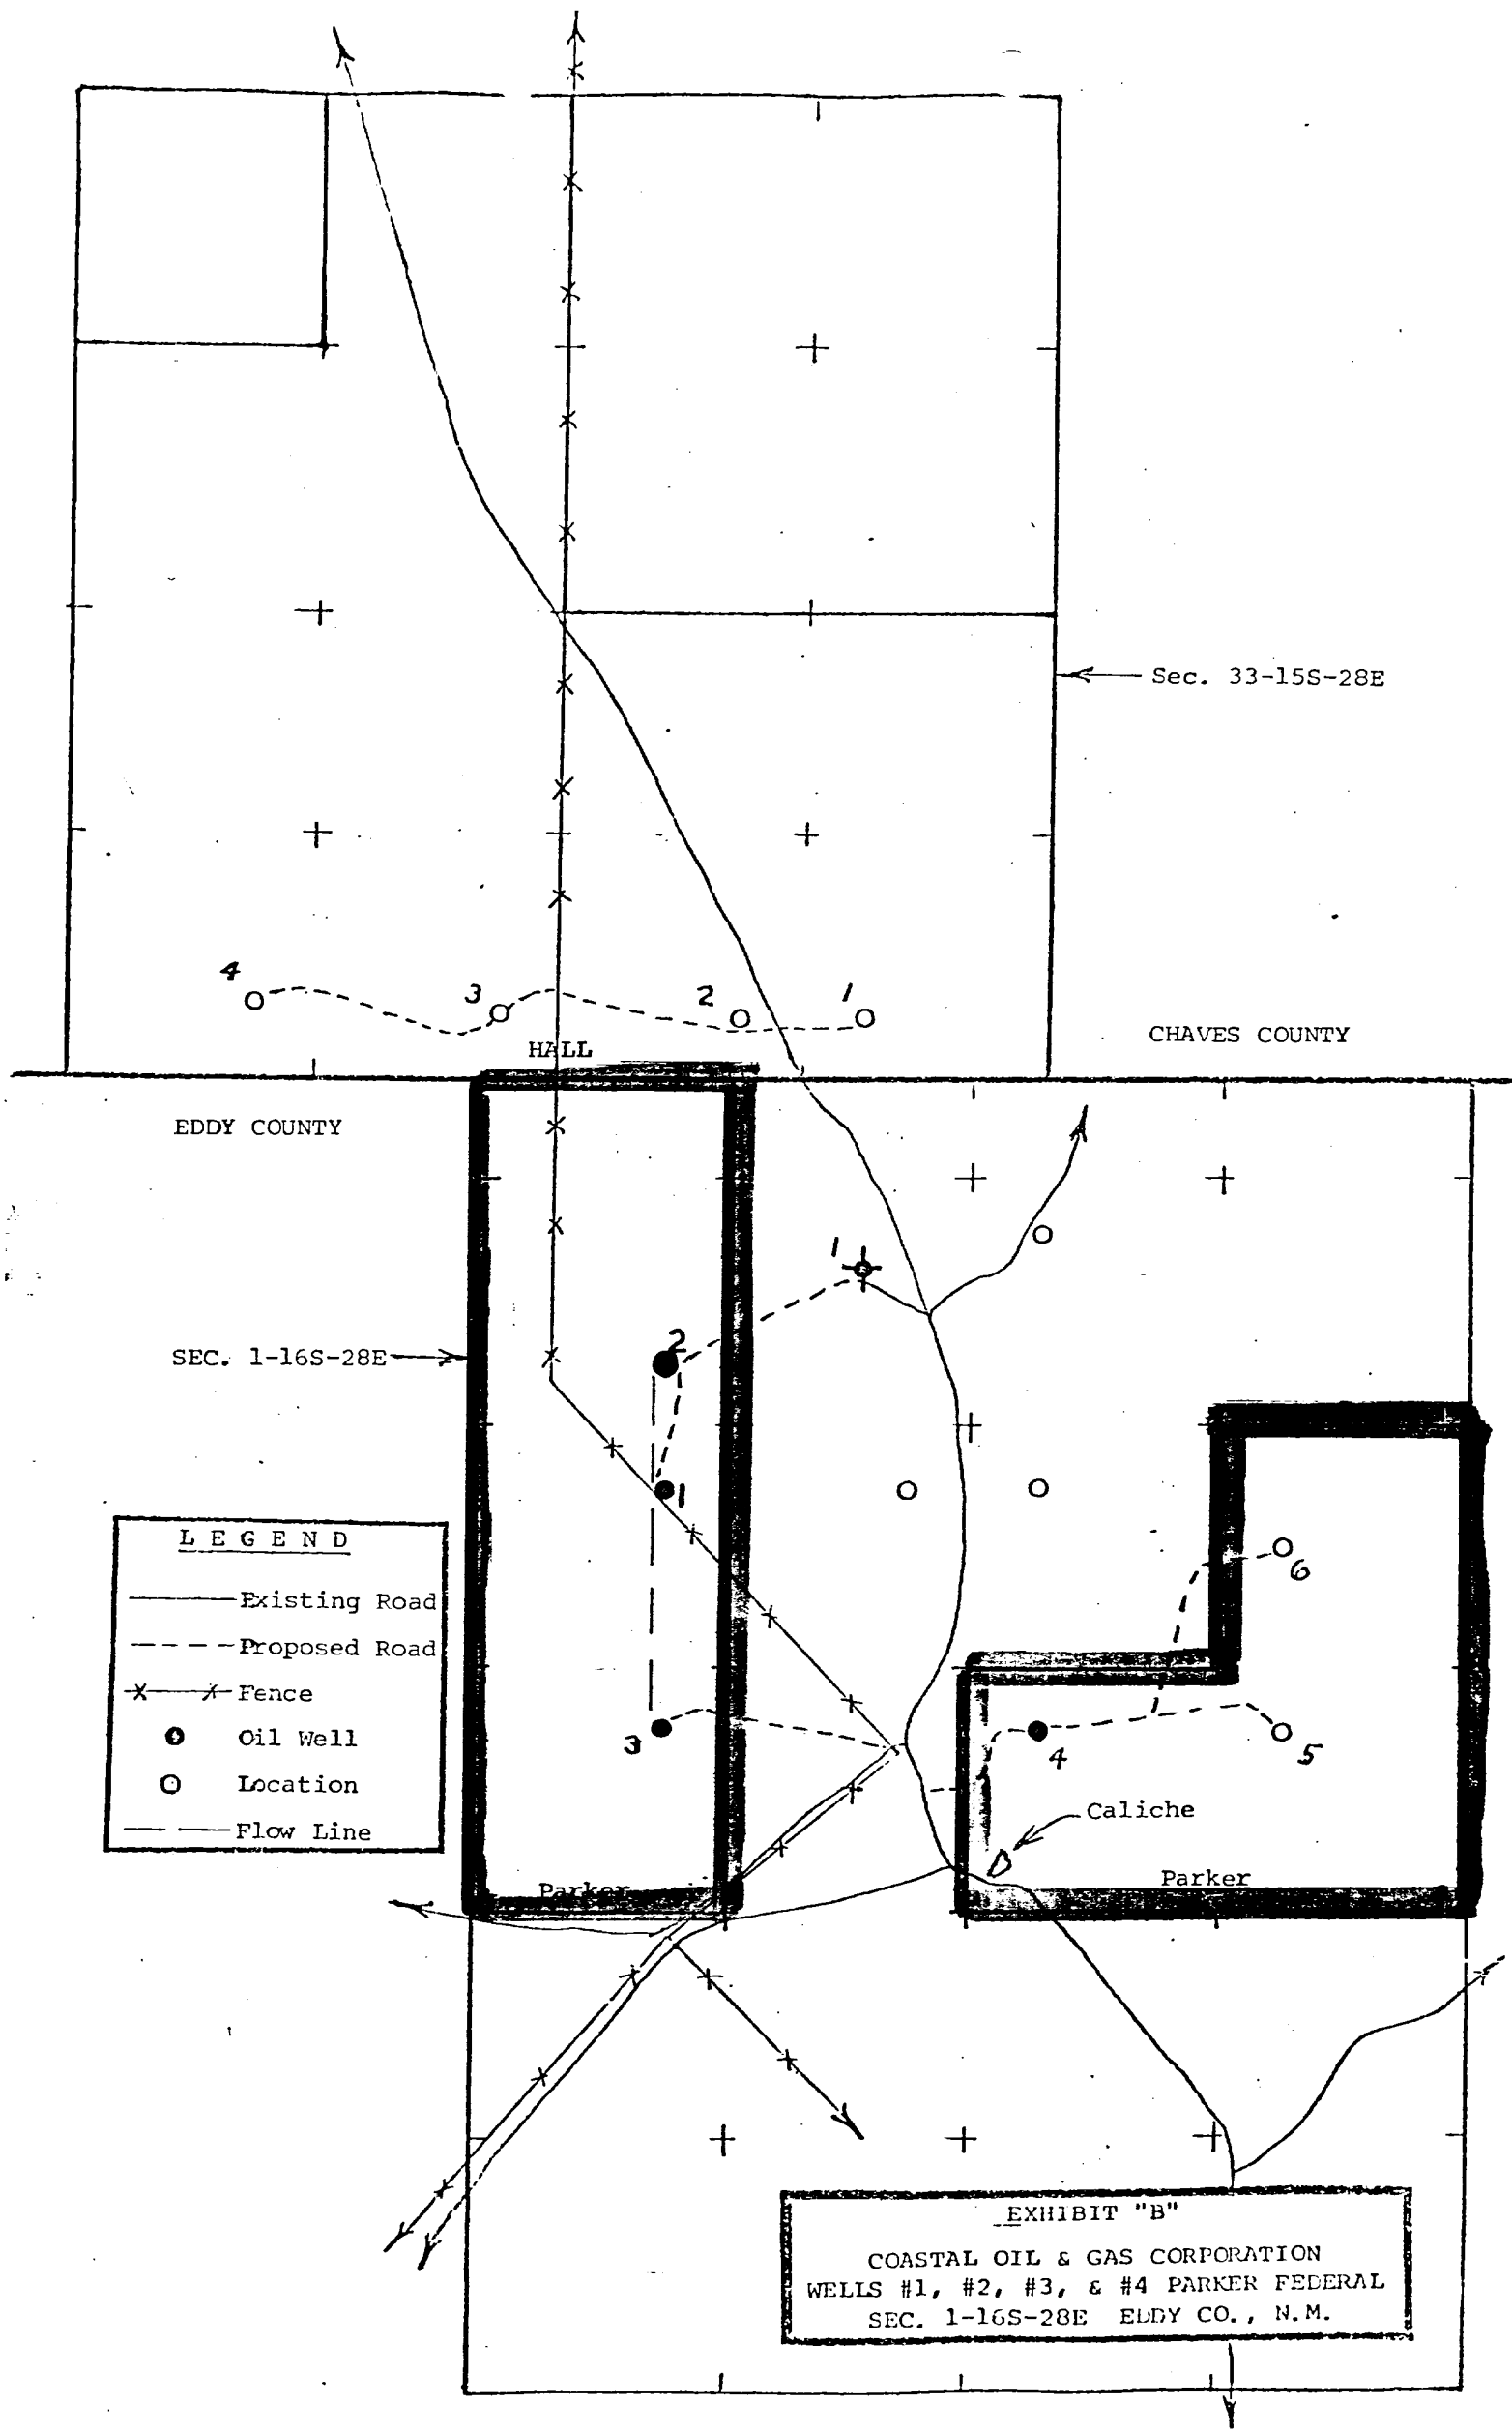 Sec. 33-15S-28E
4
3
2
1
HALL
CHAVES COUNTY
EDDY COUNTY
1
2
SEC. 1-16S-28E
1
LEGEND
Existing Road
Proposed Road
Fence
Oil Well
Location
Flow Line
6
3
4
5
Caliche
Parker
Parker
EXHIBIT "B"
COASTAL OIL & GAS CORPORATION
WELLS #1, #2, #3, & #4 PARKER FEDERAL
SEC. 1-16S-28E EDDY CO., N.M.